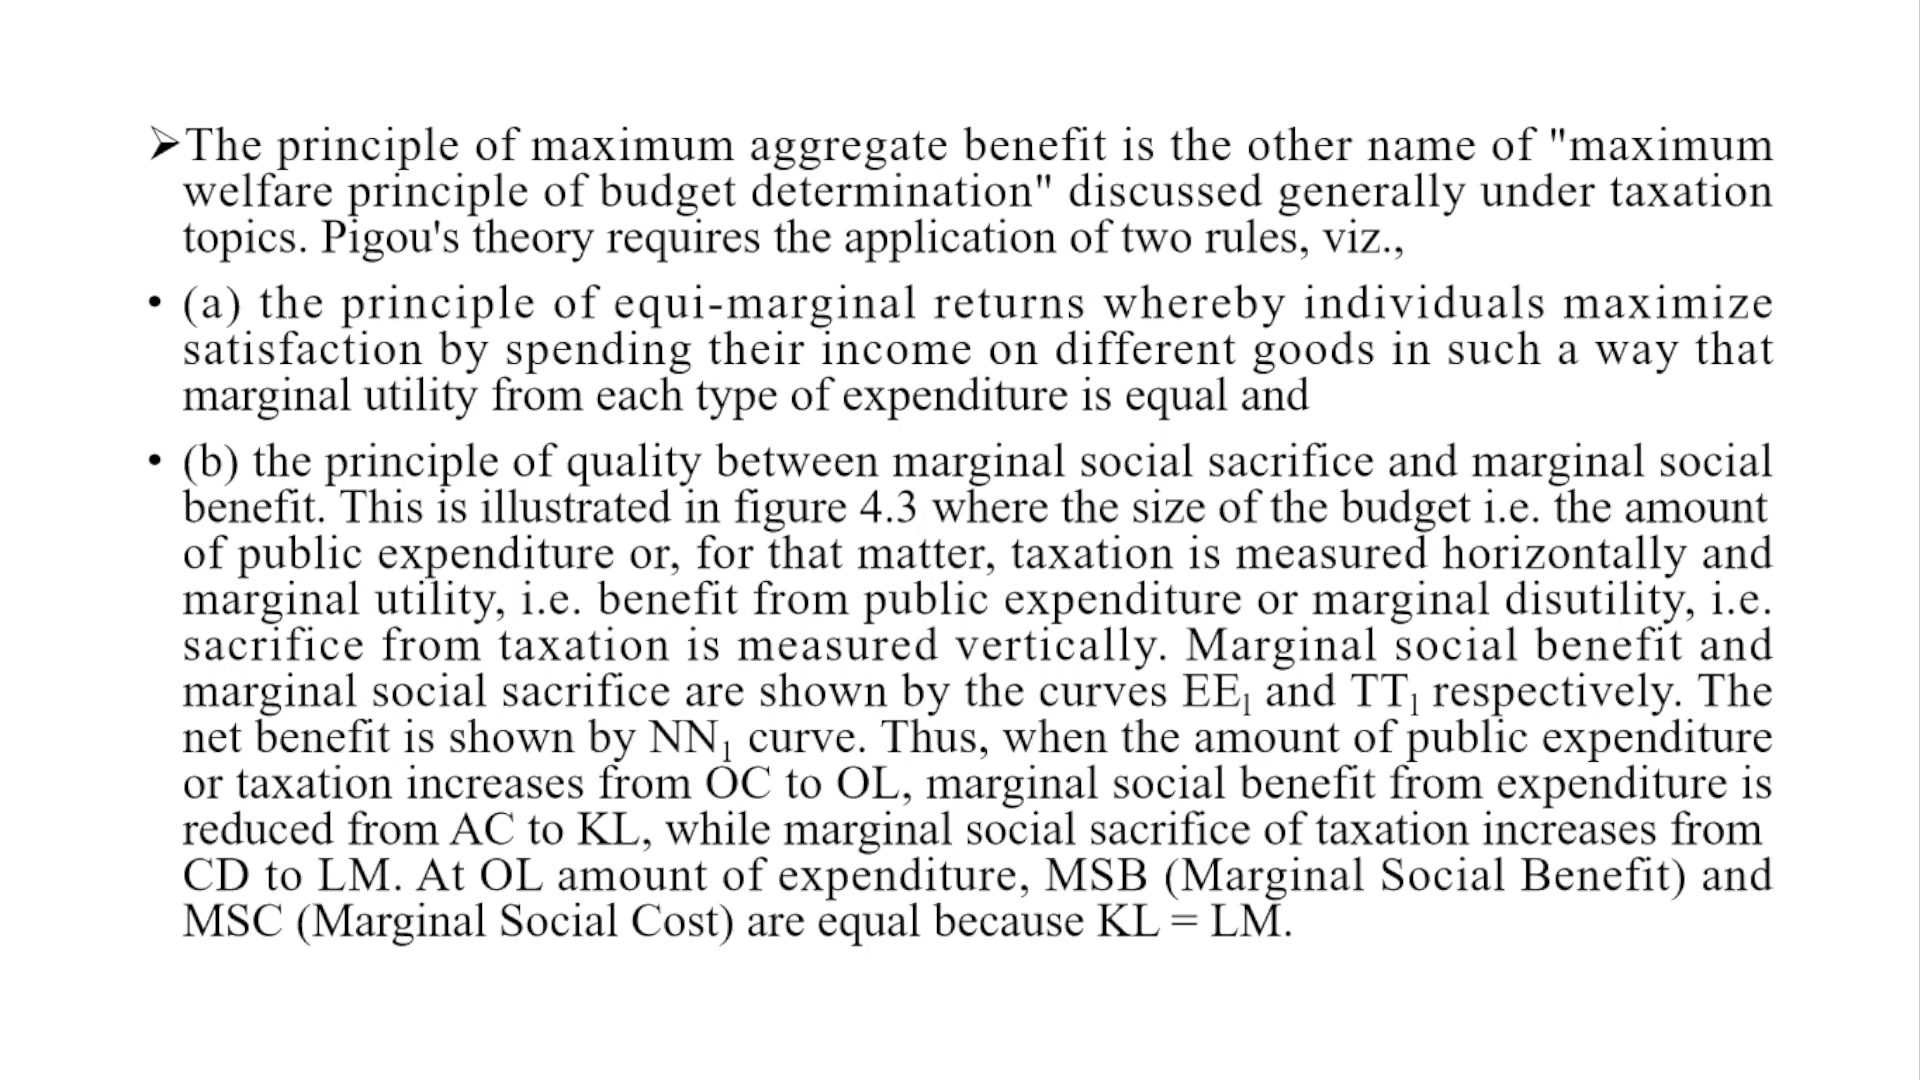 ➢The principle of maximum aggregate benefit is the other name of "maximum
welfare principle of budget determination" discussed generally under taxation
topics. Pigou's theory requires the application of two rules, viz.,
• (a) the principle of equi-marginal returns whereby individuals maximize
satisfaction by spending their income on different goods in such a way that
marginal utility from each type of expenditure is equal and
• (b) the principle of quality between marginal social sacrifice and marginal social
benefit. This is illustrated in figure 4.3 where the size of the budget i.e. the amount
of public expenditure or, for that matter, taxation is measured horizontally and
marginal utility, i.e. benefit from public expenditure or marginal disutility, i.e.
sacrifice from taxation is measured vertically. Marginal social benefit and
marginal social sacrifice are shown by the curves EE₁ and TT₁ respectively. The
net benefit is shown by NN₁ curve. Thus, when the amount of public expenditure
or taxation increases from OC to OL, marginal social benefit from expenditure is
reduced from AC to KL, while marginal social sacrifice of taxation increases from
CD to LM. At OL amount of expenditure, MSB (Marginal Social Benefit) and
MSC (Marginal Social Cost) are equal because KL = LM.